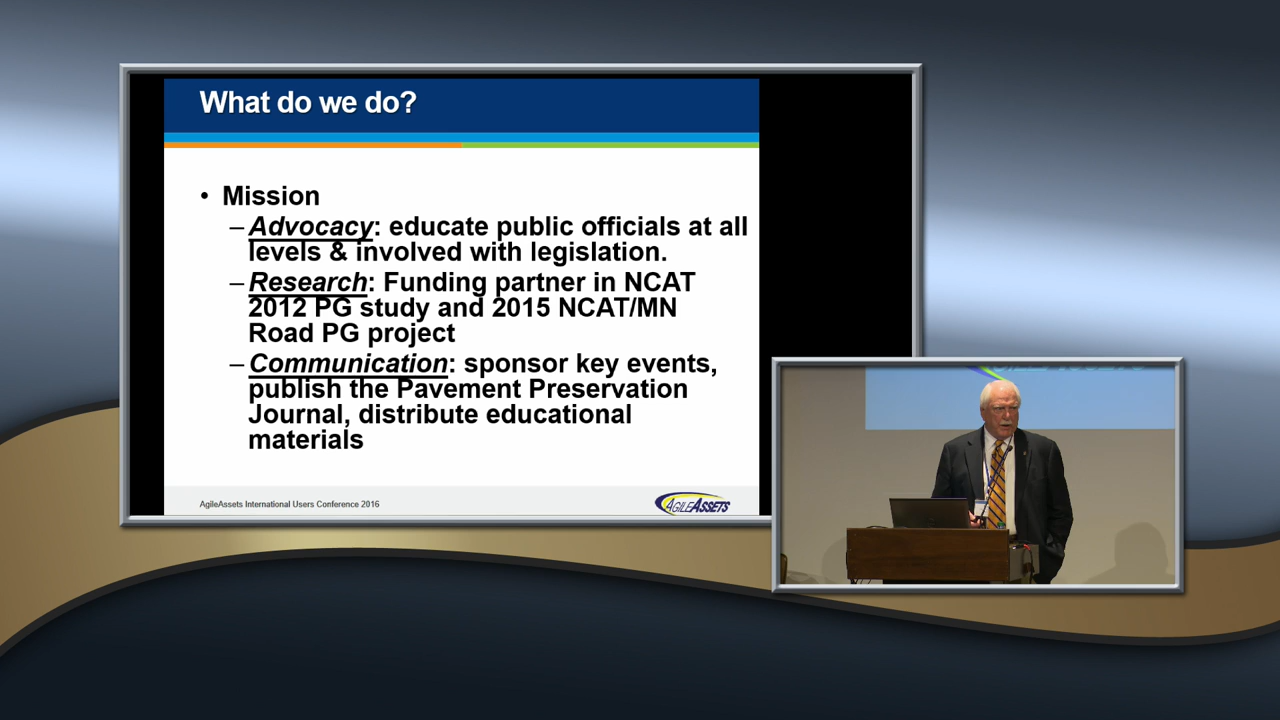 What do we do?
• Mission
– Advocacy: educate public officials at all
levels & involved with legislation.
– Research: Funding partner in NCAT
2012 PG study and 2015 NCAT/MN
Road PG project
– Communication: sponsor key events,
publish the Pavement Preservation
Journal, distribute educational
materials
AgileAssets International Users Conference 2016
AGILEASSETS